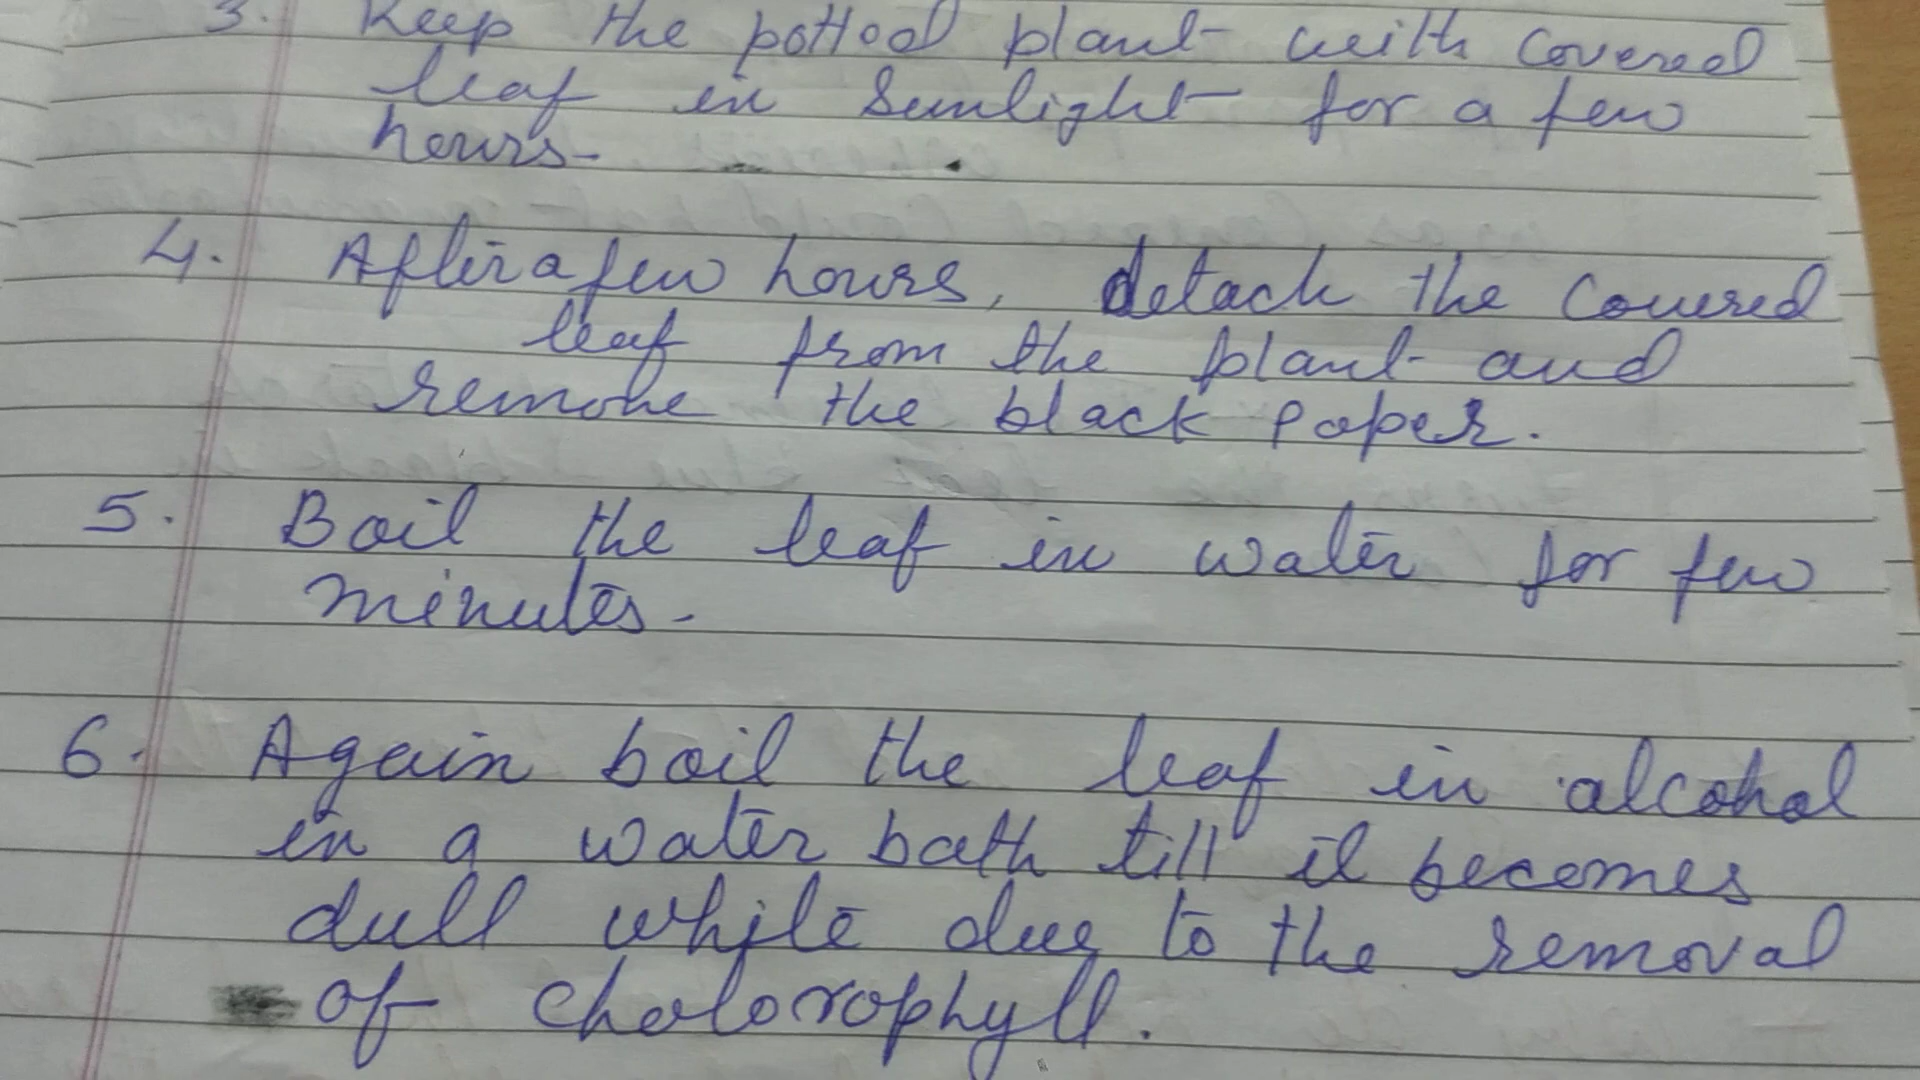 3. Keep the potted plant with covered
leaf in Sunlight for a few
hours.
4. After a few hours, detach the covered
leaf from the plant and
remove the black paper.
5. Boil the leaf in water for few
minutes.
6. Again boil the leaf in alcohol
in a water bath till it becomes
dull white due to the removal
of cholorophyll.